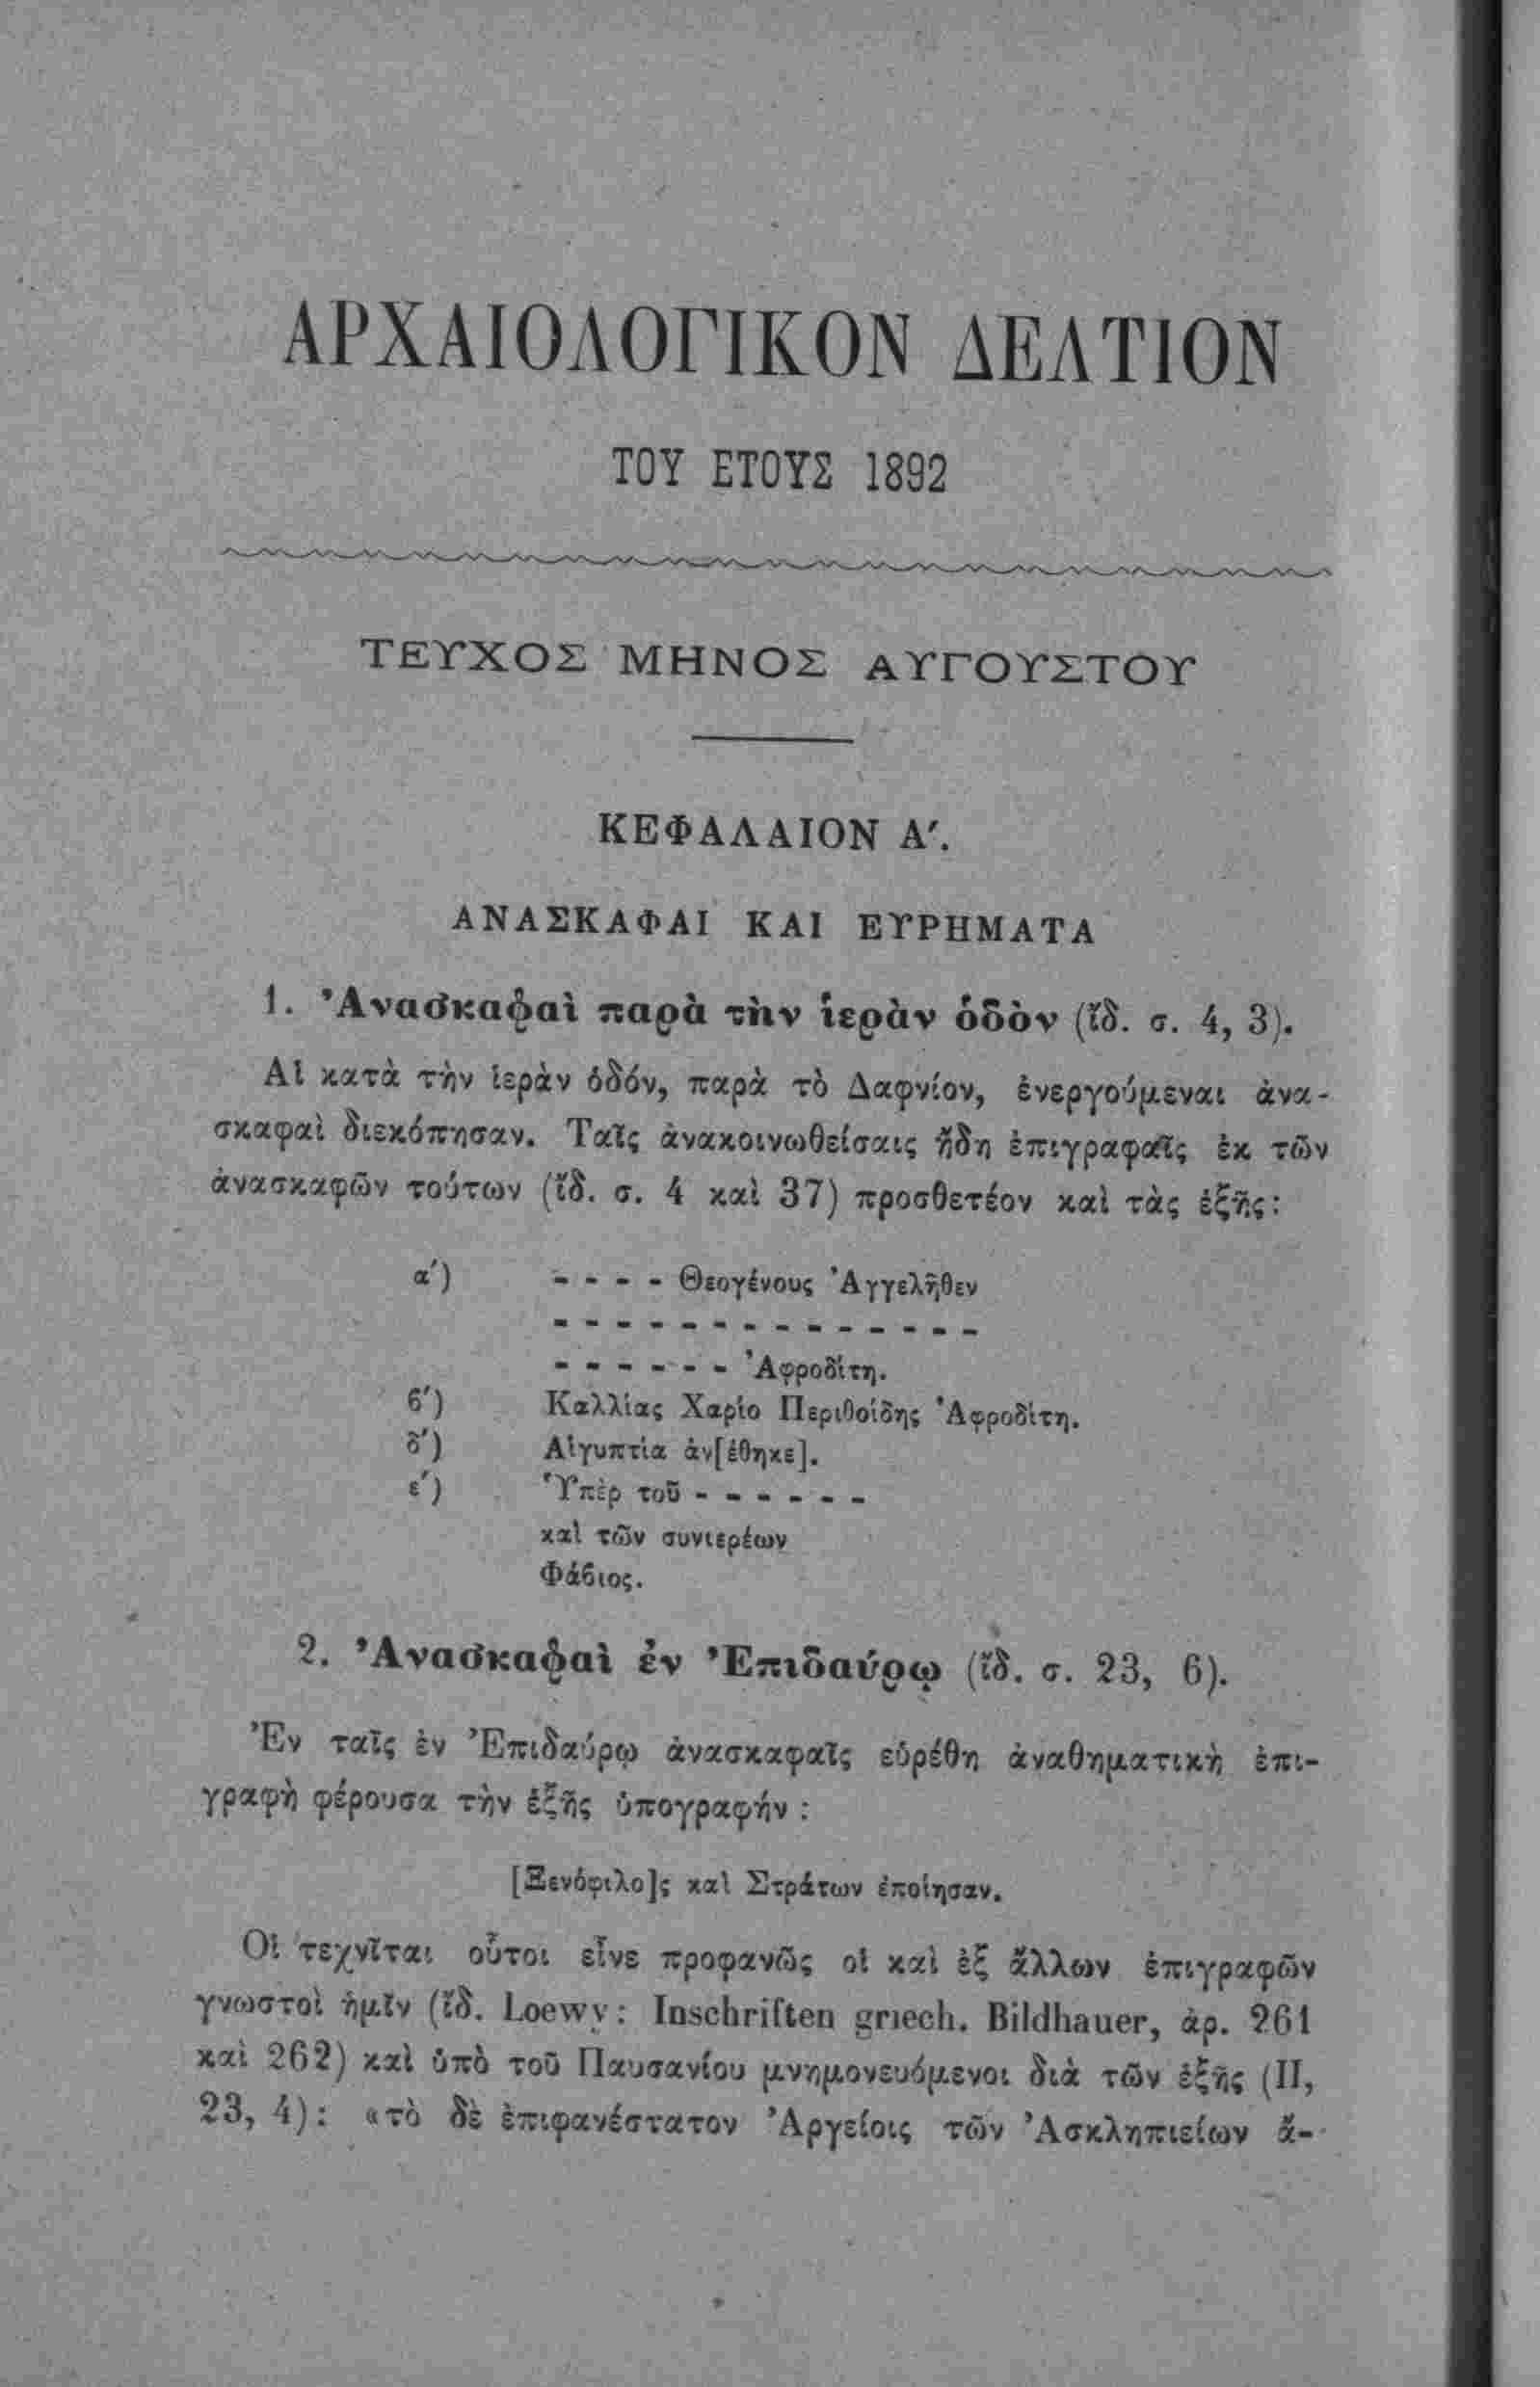 ΑΡΧΑΙΟΛΟΓΙΚΟΝ ΔΕΛΤΙΟΝ
ΤΟΥ ΕΤΟΥΣ 1892
ΤΕΥΧΟΣ ΜΗΝΟΣ ΑΥΓΟΥΣΤΟΥ
ΚΕΦΑΛΑΙΟΝ Α′.
ΑΝΑΣΚΑΦΑΙ ΚΑΙ ΕΥΡΗΜΑΤΑ
1. Ἀνασκαφαὶ παρὰ τὴν ἱερὰν ὁδὸν (ἴδ. σ. 4, 3).
Αἱ κατὰ τὴν ἱερὰν ὁδόν, παρὰ τὸ Δαφνίον, ἐνεργούμεναι ἀνα-
σκαφαὶ διεκόπησαν. Ταῖς ἀνακοινωθείσαις ἤδη ἐπιγραφαῖς ἐκ τῶν
ἀνασκαφῶν τούτων (ἴδ. σ. 4 καὶ 37) προσθετέον καὶ τὰς ἑξῆς:
α′) - - - - Θεογένους Ἀγγελῆθεν
- - - - - - - - - - - - - -
- - - - - - Ἀφροδίτη.
β′) Καλλίας Χαρίο Περιθοίδης Ἀφροδίτη.
δ′) Αἰγυπτία ἀν[έθηκε].
ε′) Ὑπὲρ τοῦ - - - - - -
καὶ τῶν συνιερέων
Φάβιος.
2. Ἀνασκαφαὶ ἐν Ἐπιδαύρῳ (ἴδ. σ. 23, 6).
Ἐν ταῖς ἐν Ἐπιδαύρῳ ἀνασκαφαῖς εὑρέθη ἀναθηματικὴ ἐπι-
γραφὴ φέρουσα τὴν ἑξῆς ὑπογραφήν :
[Ξενόφιλο]ς καὶ Στράτων ἐποίησαν.
Οἱ τεχνῖται οὗτοι εἶνε προφανῶς οἱ καὶ ἐξ ἄλλων ἐπιγραφῶν
γνωστοὶ ἡμῖν (ἴδ. Loewy: Inschriften griech. Bildhauer, ἀρ. 261
καὶ 262) καὶ ὑπὸ τοῦ Παυσανίου μνημονευόμενοι διὰ τῶν ἑξῆς (II,
23, 4): «τὸ δὲ ἐπιφανέστατον Ἀργείοις τῶν Ἀσκληπιείων ἄ-